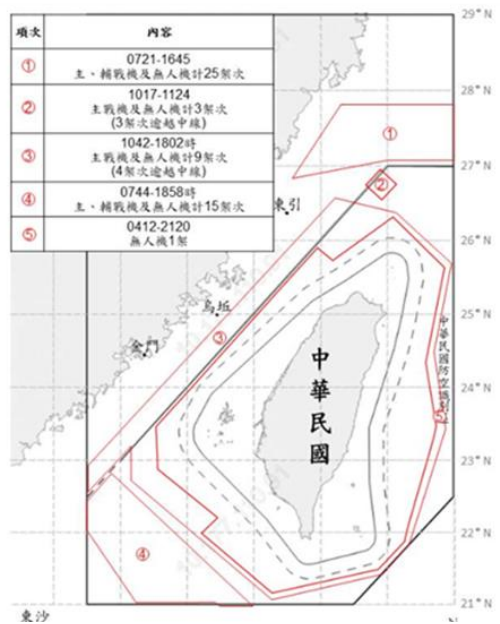 項次 內容
① 0721-1645
主、輔戰機及無人機計25架次
② 1017-1124
主戰機及無人機計3架次
(3架次逾越中線)
③ 1042-1802時
主戰機及無人機計9架次
(4架次逾越中線)
④ 0744-1858時
主、輔戰機及無人機計15架次
⑤ 0412-2120
無人機1架
29° N
28° N
①
27° N
②
東引
26° N
烏坵
25° N
③
金門
中華民國
中華民國防空識別區
24° N
⑤
23° N
22° N
④
21° N
東沙